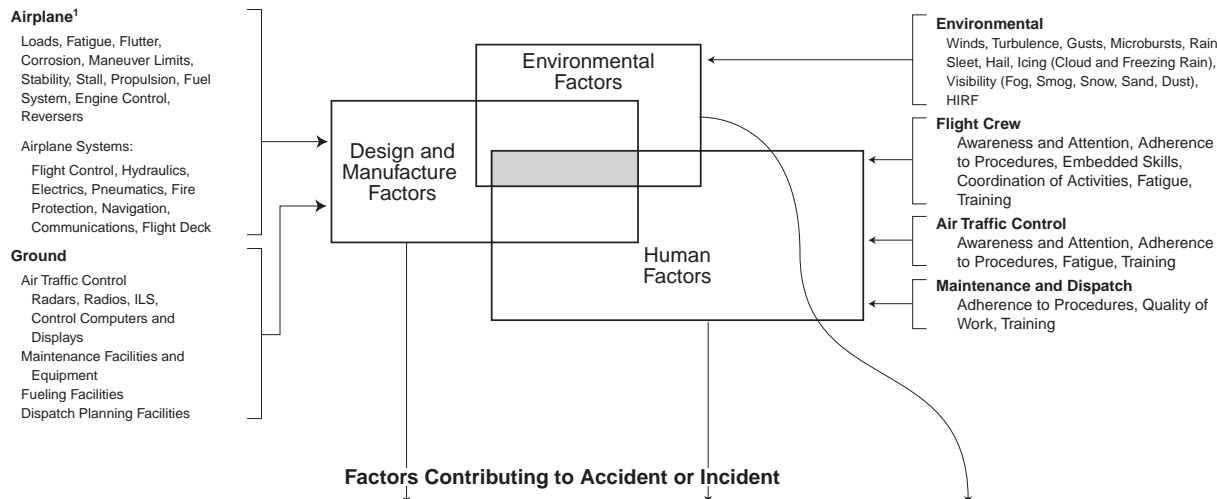 Airplane1
Loads, Fatigue, Flutter,
Corrosion, Maneuver Limits,
Stability, Stall, Propulsion, Fuel
System, Engine Control,
Reversers
Airplane Systems:
Flight Control, Hydraulics,
Electrics, Pneumatics, Fire
Protection, Navigation,
Communications, Flight Deck
Ground
Air Traffic Control
Radars, Radios, ILS,
Control Computers and
Displays
Maintenance Facilities and
Equipment
Fueling Facilities
Dispatch Planning Facilities
Environmental
Factors
Design and
Manufacture
Factors
Human
Factors
Environmental
Winds, Turbulence, Gusts, Microbursts, Rain
Sleet, Hail, Icing (Cloud and Freezing Rain),
Visibility (Fog, Smog, Snow, Sand, Dust),
HIRF
Flight Crew
Awareness and Attention, Adherence
to Procedures, Embedded Skills,
Coordination of Activities, Fatigue,
Training
Air Traffic Control
Awareness and Attention, Adherence
to Procedures, Fatigue, Training
Maintenance and Dispatch
Adherence to Procedures, Quality of
Work, Training
Factors Contributing to Accident or Incident